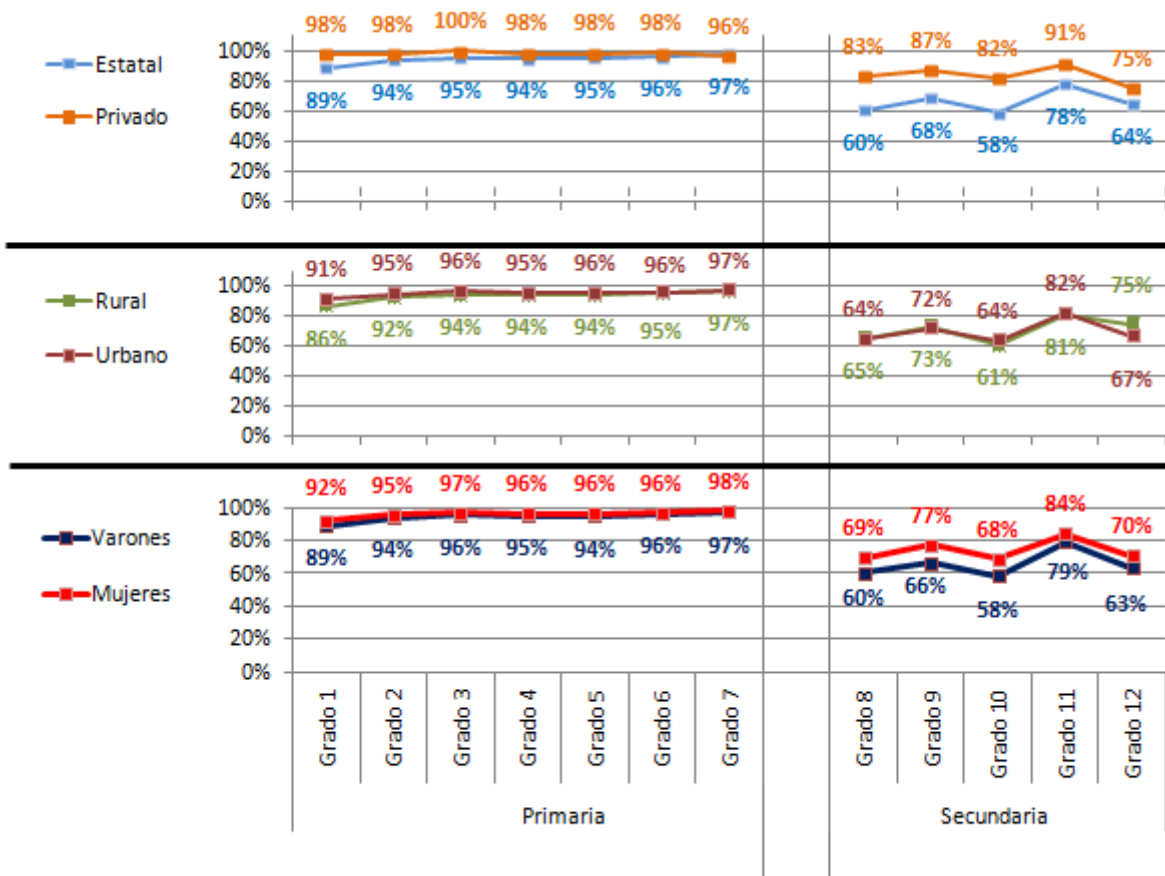 98% 98% 100% 98% 98% 98% 96% 83% 87% 82% 91% 75%
100%
Estatal
80%
89% 94% 95% 94% 95% 96% 97%
60%
Privado
60% 68% 58% 78% 64%
40%
20%
0%
91% 95% 96% 95% 96% 96% 97% 64% 72% 64% 82% 75%
100%
Rural
80%
86% 92% 94% 94% 94% 95% 97%
60%
Urbano
65% 73% 61% 81% 67%
40%
20%
0%
92% 95% 97% 96% 96% 96% 98% 69% 77% 68% 84% 70%
100%
Varones
80%
89% 94% 96% 95% 94% 96% 97%
60%
Mujeres
60% 66% 58% 79% 63%
40%
20%
0%
Grado 1
Grado 2
Grado 3
Grado 4
Grado 5
Grado 6
Grado 7
Grado 8
Grado 9
Grado 10
Grado 11
Grado 12
Primaria
Secundaria